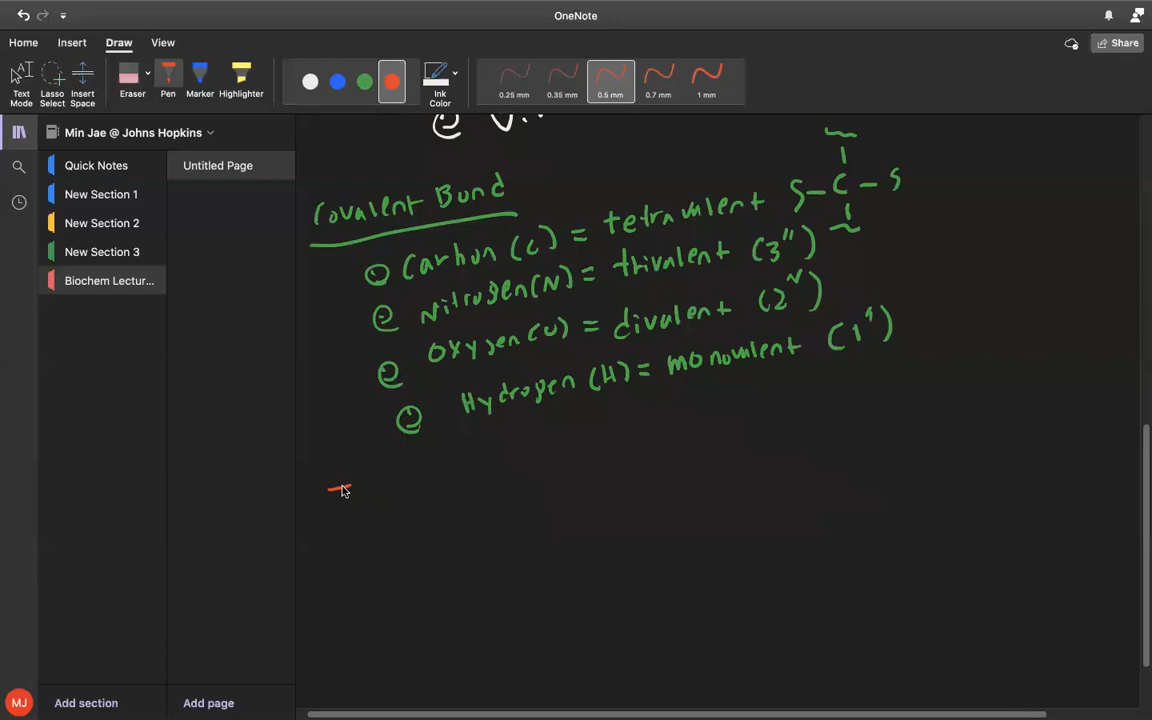 OneNote
Home Insert Draw View
Share
Text Mode
Lasso Select
Insert Space
Eraser
Pen
Marker
Highlighter
Ink Color
0.25 mm
0.35 mm
0.5 mm
0.7 mm
1 mm
Min Jae @ Johns Hopkins
Quick Notes
New Section 1
New Section 2
New Section 3
Biochem Lectur...
Untitled Page
Covalent Bond
Carbon (C) = tetravalent
S-C-S
Nitrogen(N) = trivalent (3")
Oxygen(O) = divalent (2")
Hydrogen (H) = monovalent (1")
MJ
Add section
Add page